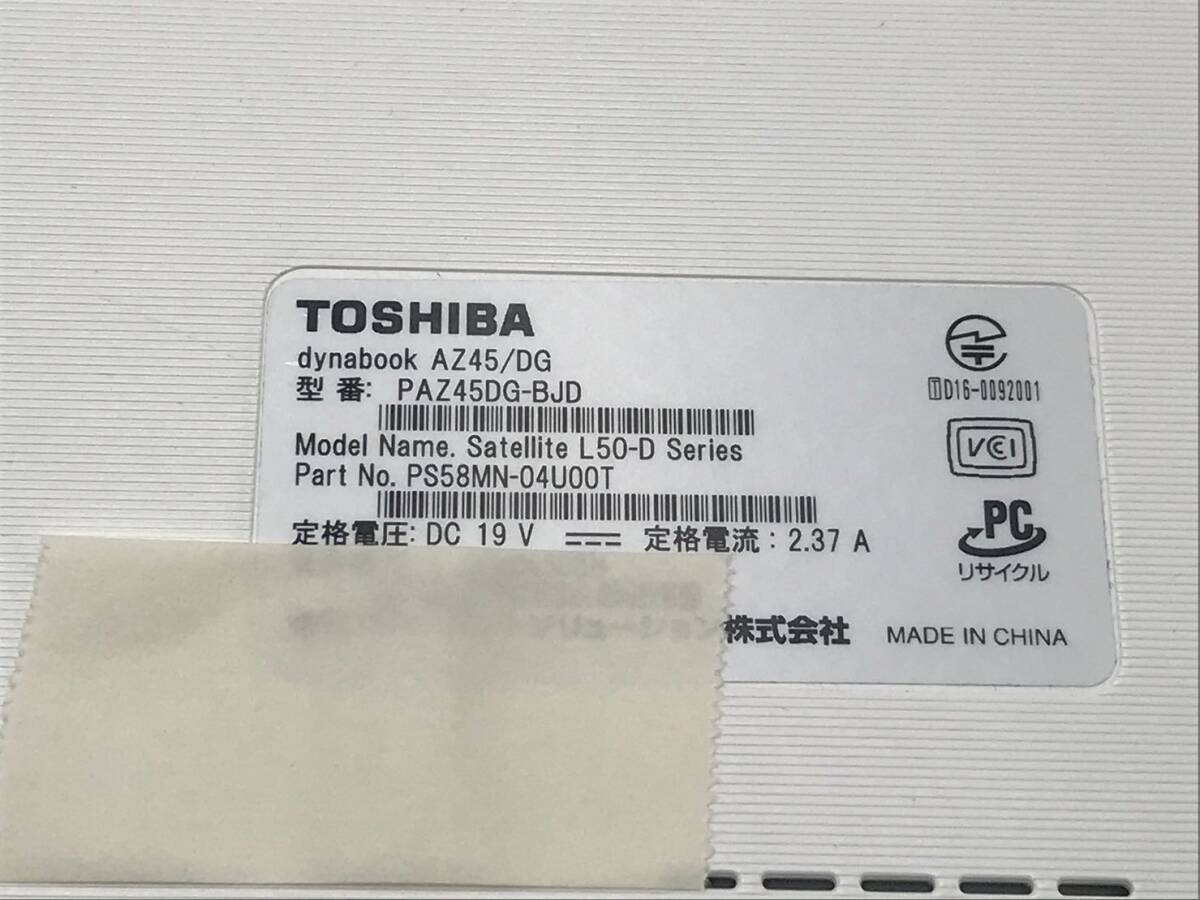 TOSHIBA
dynabook AZ45/DG
型 番: PAZ45DG-BJD
Model Name. Satellite L50-D Series
Part No. PS58MN-04U00T
定格電圧: DC 19 V 定格電流: 2.37 A
株式会社 MADE IN CHINA
T D16-0092001
VCCI
PC
リサイクル